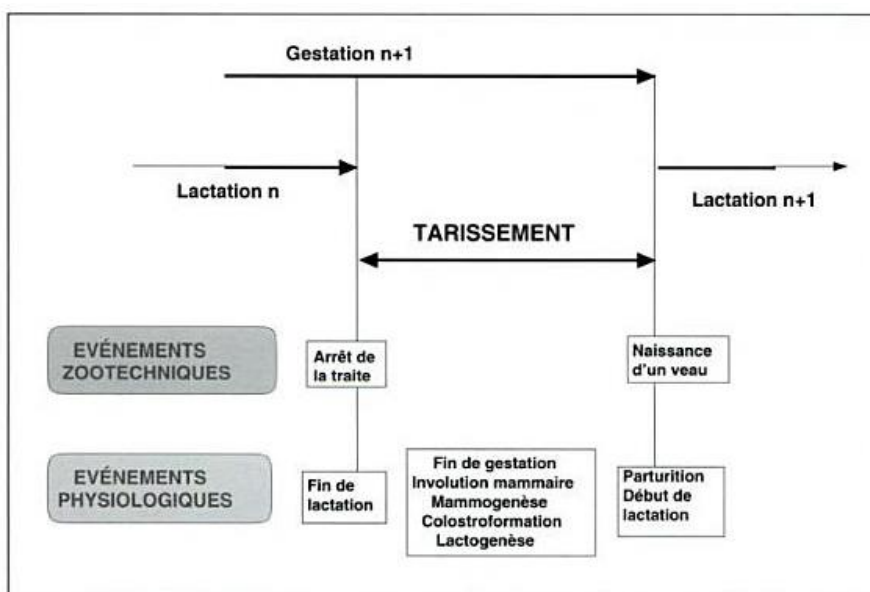 Gestation n+1
Lactation n
Lactation n+1
TARISSEMENT
EVÉNEMENTS
ZOOTECHNIQUES
Arrêt de
la traite
Naissance
d'un veau
EVÉNEMENTS
PHYSIOLOGIQUES
Fin de
lactation
Fin de gestation
Involution mammaire
Mammogenèse
Colostroformation
Lactogenèse
Parturition
Début de
lactation